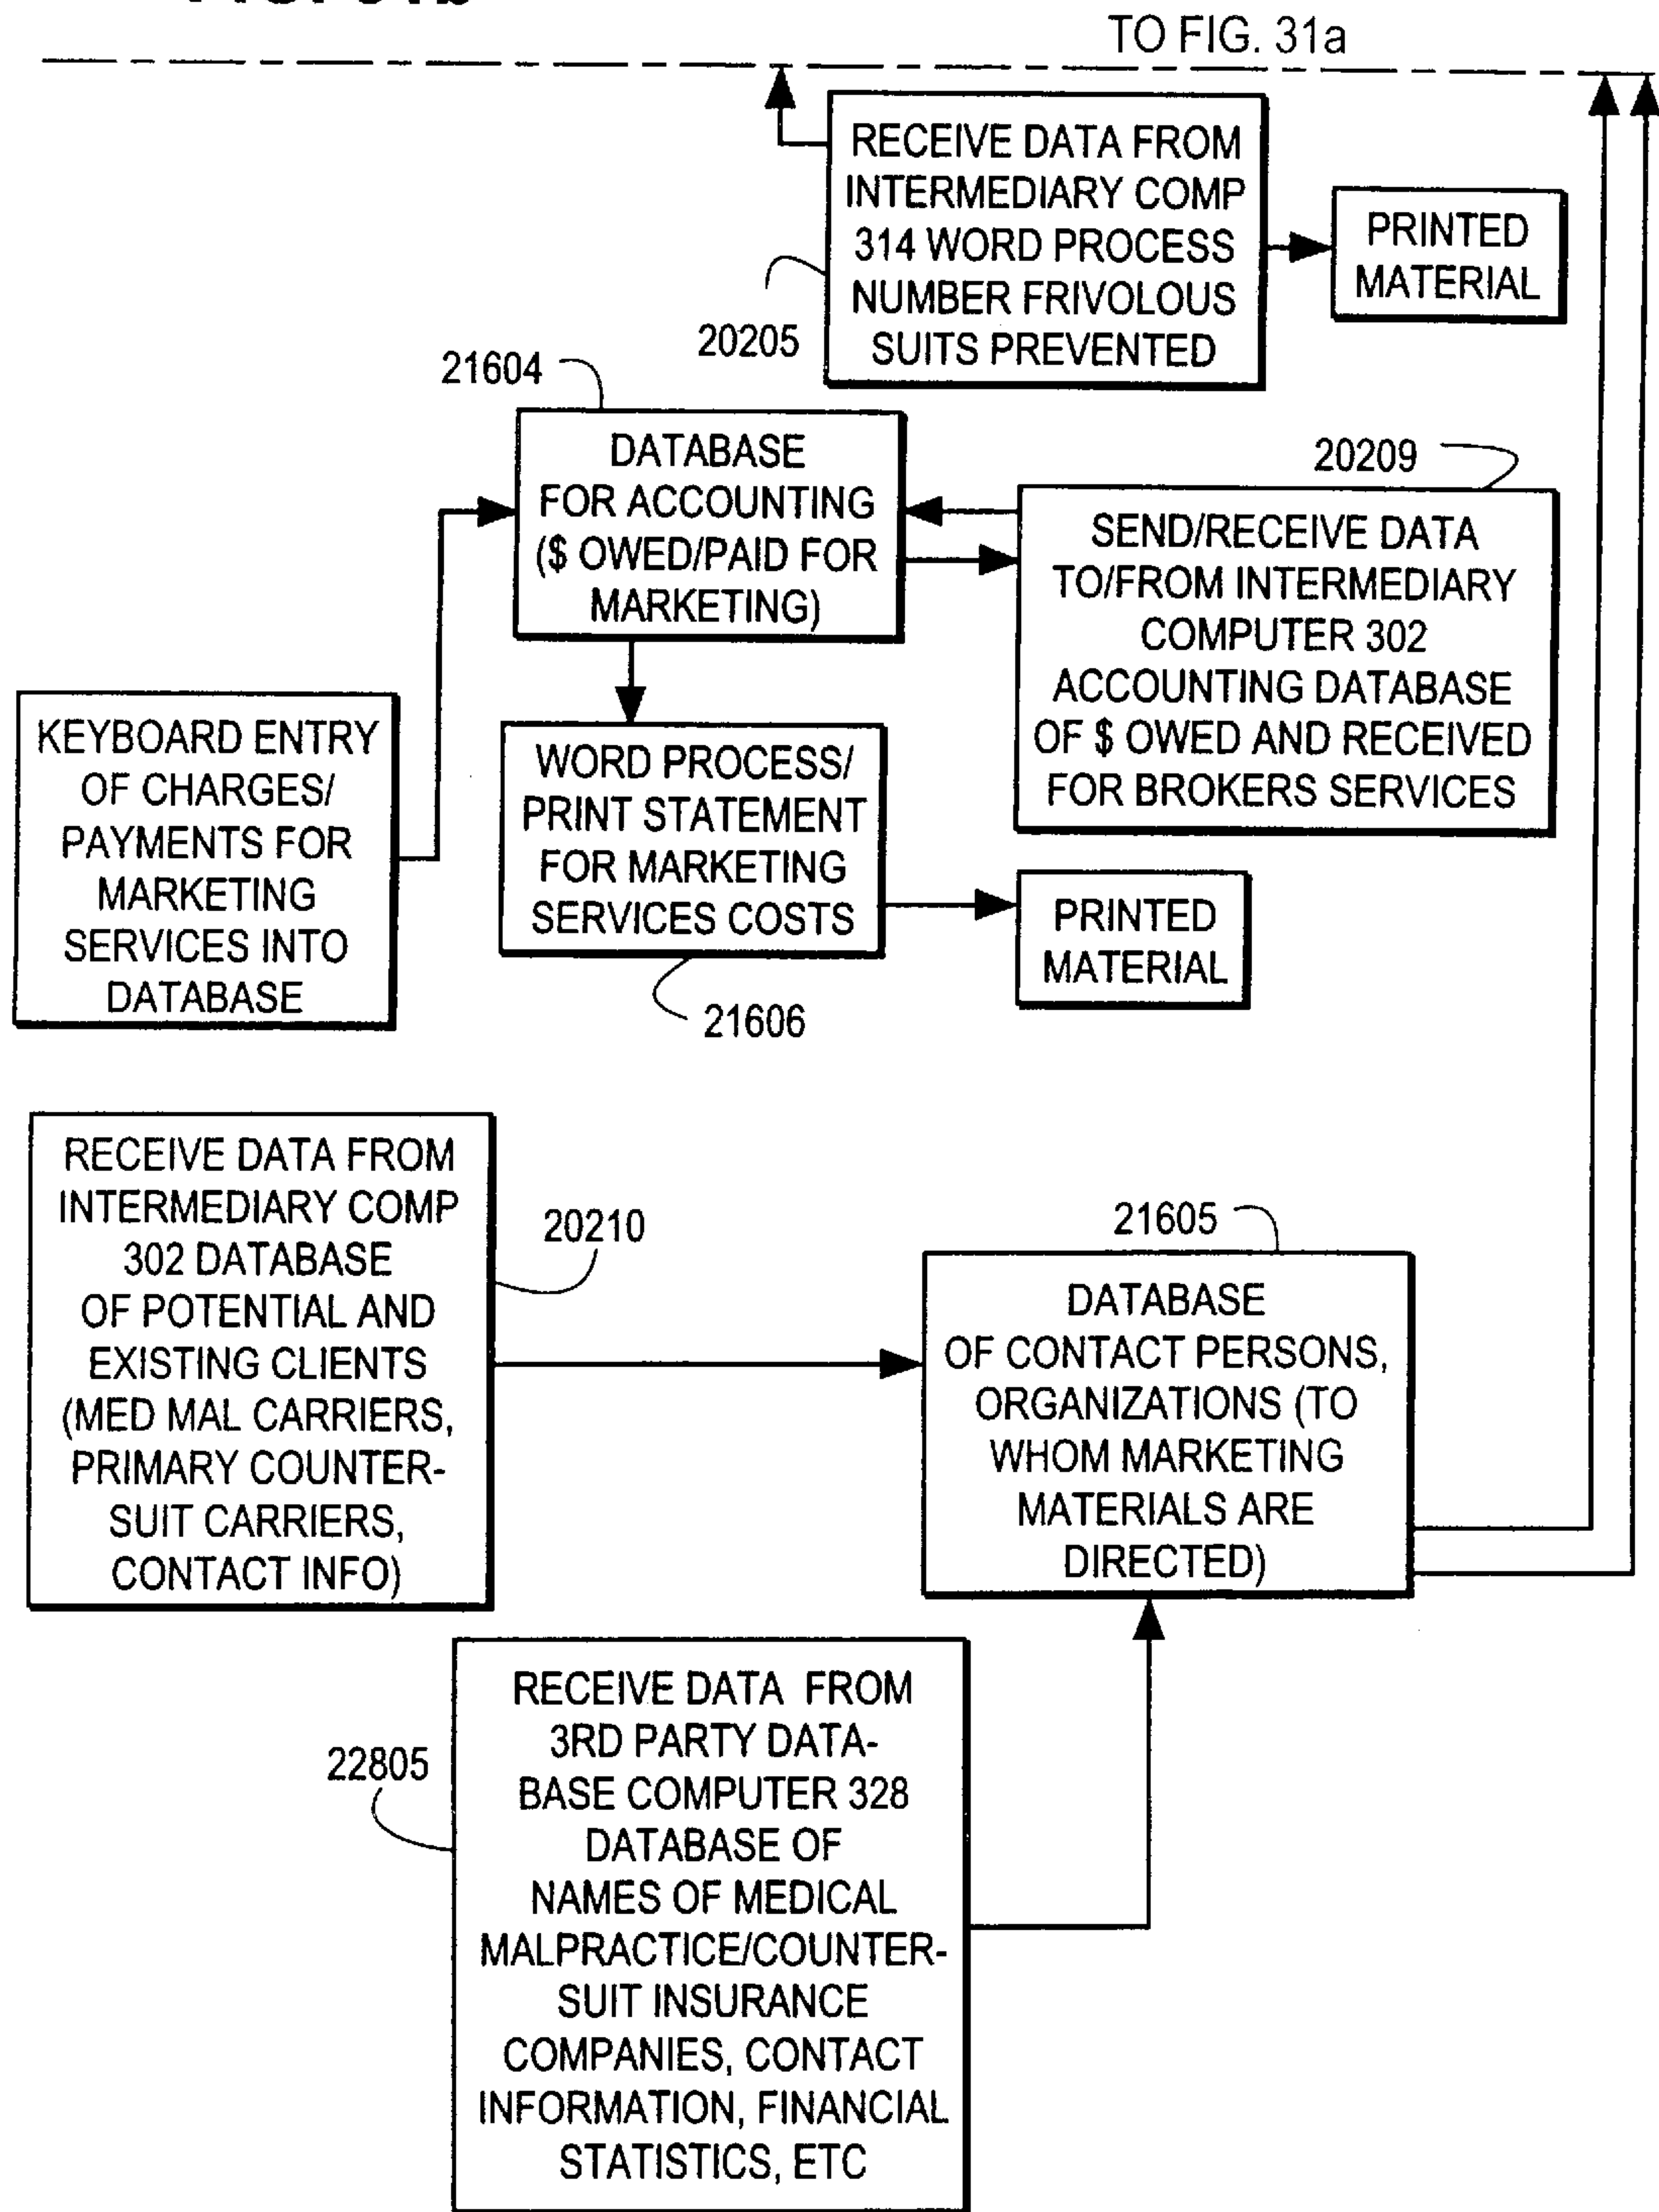 TO FIG. 31a
RECEIVE DATA FROM
INTERMEDIARY COMP
314 WORD PROCESS
NUMBER FRIVOLOUS
SUITS PREVENTED
PRINTED
MATERIAL
20205
21604
DATABASE
FOR ACCOUNTING
($ OWED/PAID FOR
MARKETING)
20209
SEND/RECEIVE DATA
TO/FROM INTERMEDIARY
COMPUTER 302
ACCOUNTING DATABASE
OF $ OWED AND RECEIVED
FOR BROKERS SERVICES
KEYBOARD ENTRY
OF CHARGES/
PAYMENTS FOR
MARKETING
SERVICES INTO
DATABASE
WORD PROCESS/
PRINT STATEMENT
FOR MARKETING
SERVICES COSTS
PRINTED
MATERIAL
21606
RECEIVE DATA FROM
INTERMEDIARY COMP
302 DATABASE
OF POTENTIAL AND
EXISTING CLIENTS
(MED MAL CARRIERS,
PRIMARY COUNTER-
SUIT CARRIERS,
CONTACT INFO)
20210
21605
DATABASE
OF CONTACT PERSONS,
ORGANIZATIONS (TO
WHOM MARKETING
MATERIALS ARE
DIRECTED)
22805
RECEIVE DATA FROM
3RD PARTY DATA-
BASE COMPUTER 328
DATABASE OF
NAMES OF MEDICAL
MALPRACTICE/COUNTER-
SUIT INSURANCE
COMPANIES, CONTACT
INFORMATION, FINANCIAL
STATISTICS, ETC